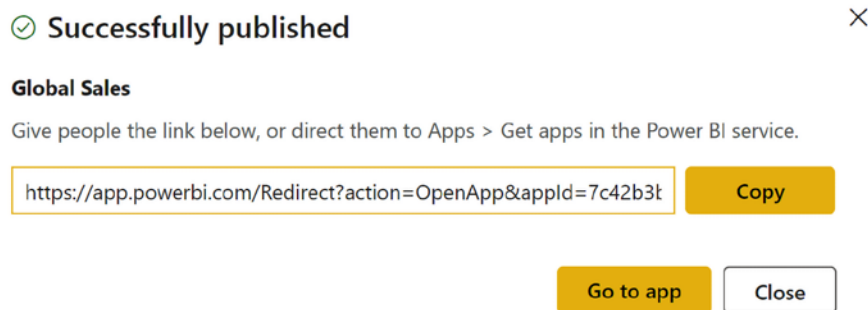 Successfully published
Global Sales
Give people the link below, or direct them to Apps > Get apps in the Power BI service.
https://app.powerbi.com/Redirect?action=OpenApp&appId=7c42b3b
Copy
Go to app
Close